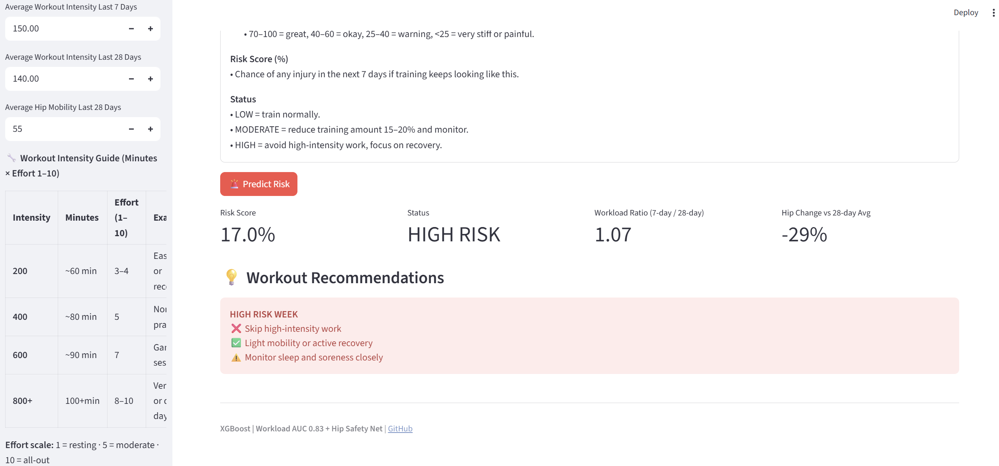 Average Workout Intensity Last 7 Days
150.00
Average Workout Intensity Last 28 Days
140.00
Average Hip Mobility Last 28 Days
55
Workout Intensity Guide (Minutes
× Effort 1–10)
Intensity Minutes Effort (1–10) Exa
200 ~60 min 3–4 Eas or rec
400 ~80 min 5 Nor pra
600 ~90 min 7 Gar ses
800+ 100+min 8–10 Ver or day
Effort scale: 1 = resting · 5 = moderate ·
10 = all-out
Deploy
• 70–100 = great, 40–60 = okay, 25–40 = warning, <25 = very stiff or painful.
Risk Score (%)
• Chance of any injury in the next 7 days if training keeps looking like this.
Status
• LOW = train normally.
• MODERATE = reduce training amount 15–20% and monitor.
• HIGH = avoid high-intensity work, focus on recovery.
Predict Risk
Risk Score
17.0%
Status
HIGH RISK
Workload Ratio (7-day / 28-day)
1.07
Hip Change vs 28-day Avg
-29%
Workout Recommendations
HIGH RISK WEEK
Skip high-intensity work
Light mobility or active recovery
Monitor sleep and soreness closely
XGBoost | Workload AUC 0.83 + Hip Safety Net | GitHub